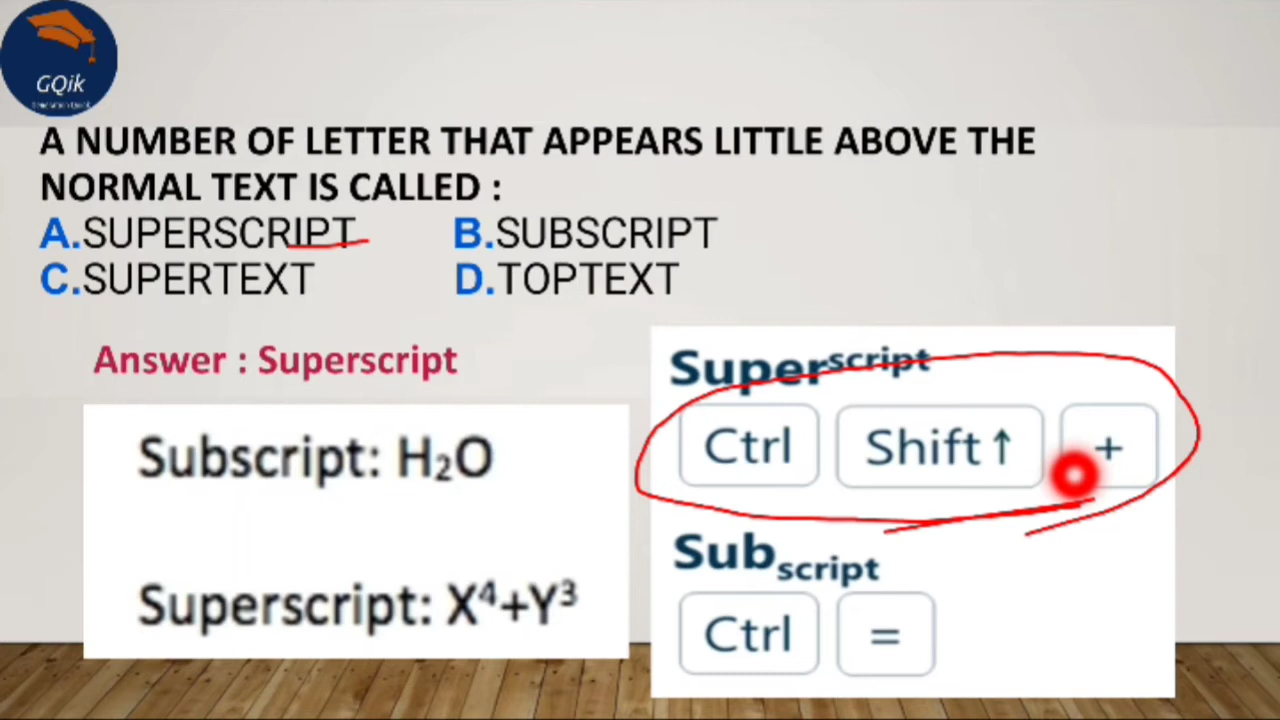 GQik
A NUMBER OF LETTER THAT APPEARS LITTLE ABOVE THE
NORMAL TEXT IS CALLED :
A.SUPERSCRIPT B.SUBSCRIPT
C.SUPERTEXT D.TOPTEXT
Answer : Superscript
Subscript: H₂O
Superscript: X⁴+Y³
Superscript
Ctrl Shift↑ +
Subscript
Ctrl =